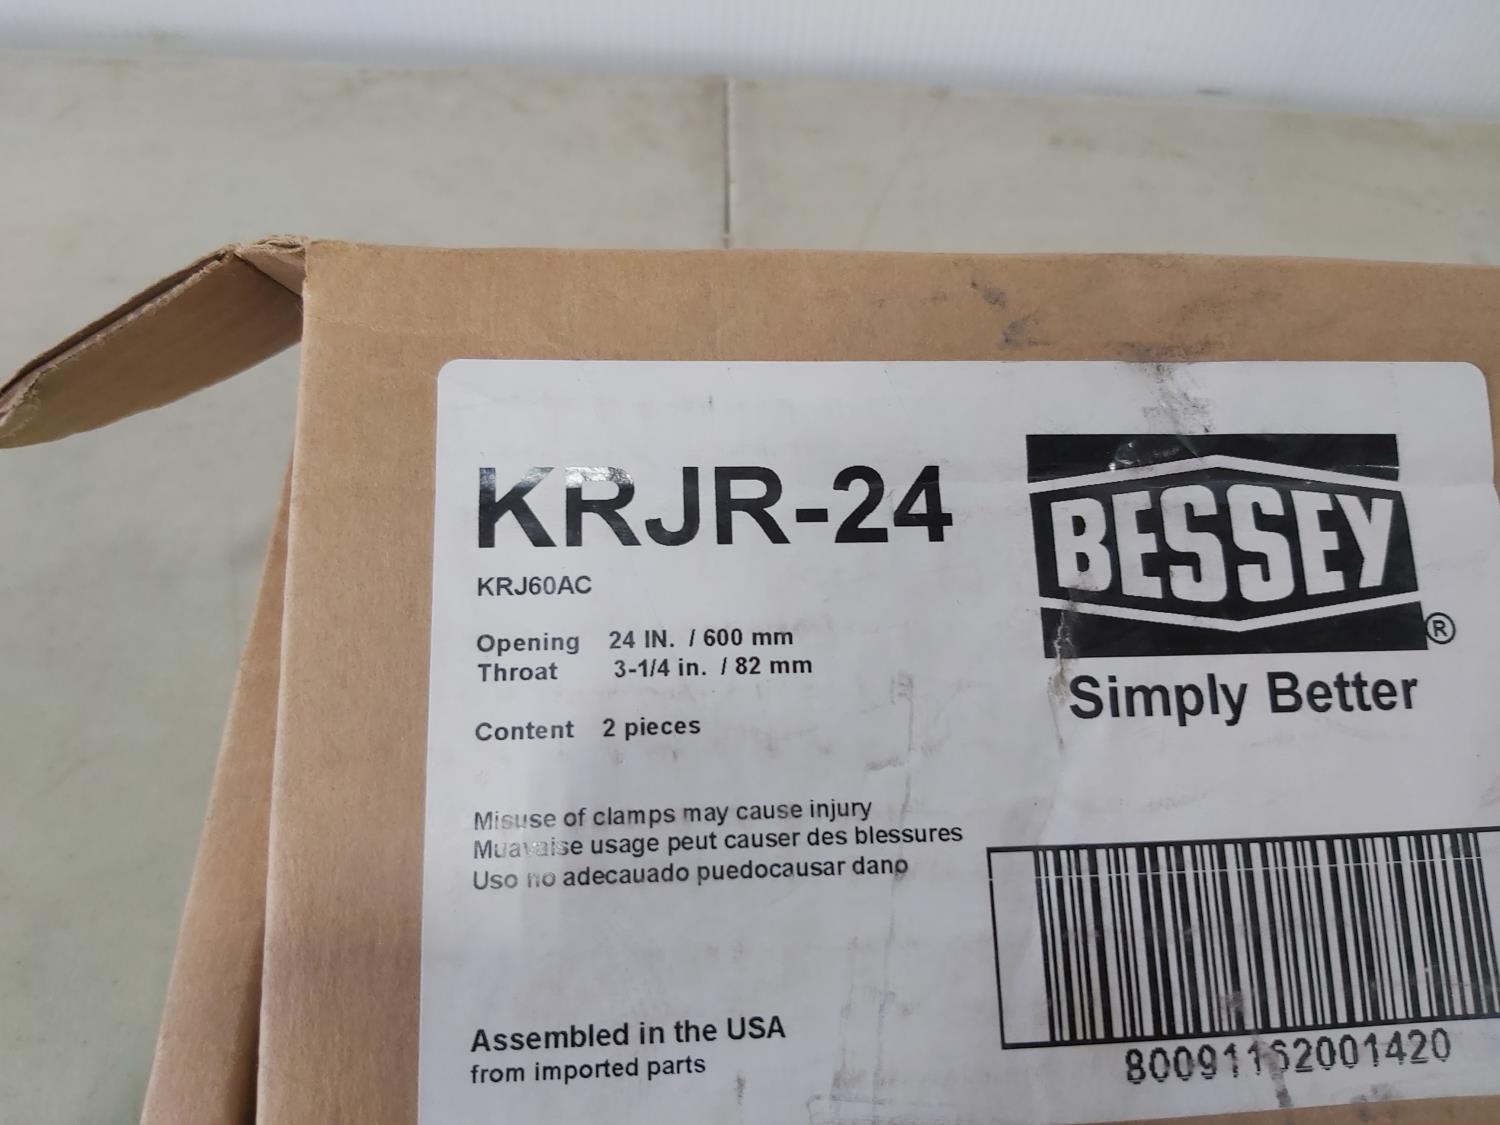 KRJR-24
KRJ60AC
Opening 24 IN. / 600 mm
Throat 3-1/4 in. / 82 mm
Content 2 pieces
Misuse of clamps may cause injury
Muavaise usage peut causer des blessures
Uso no adecauado puedocausar dano
Assembled in the USA
from imported parts
BESSEY
®
Simply Better
80091162001420